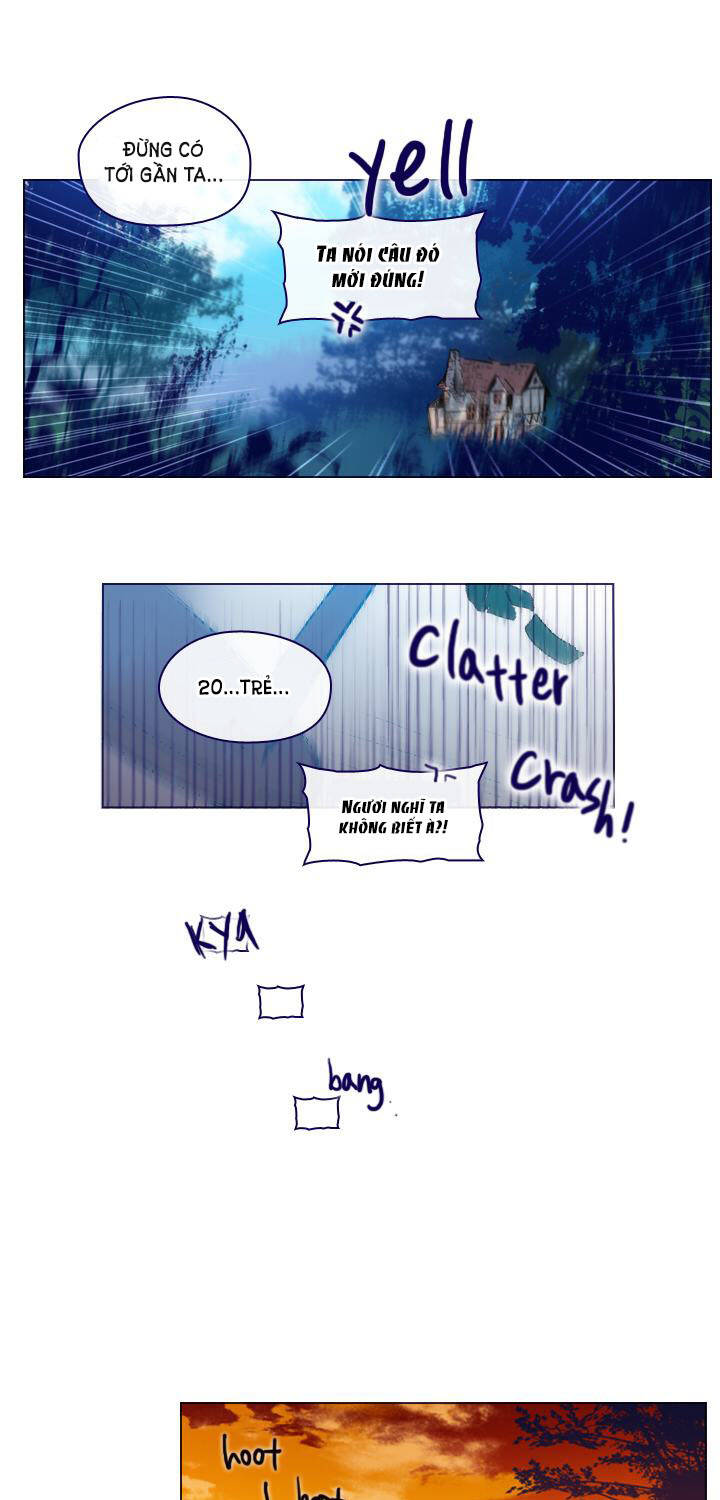 ĐỪNG CÓ
TỚI GẦN TA...
yell
TA NÓI CÂU ĐÓ
MỚI ĐÚNG!
20...TRẺ...
Clatter
Crash!
NGƯƠI NGHĨ TA
KHÔNG BIẾT À?!
KYA
bang
hoot